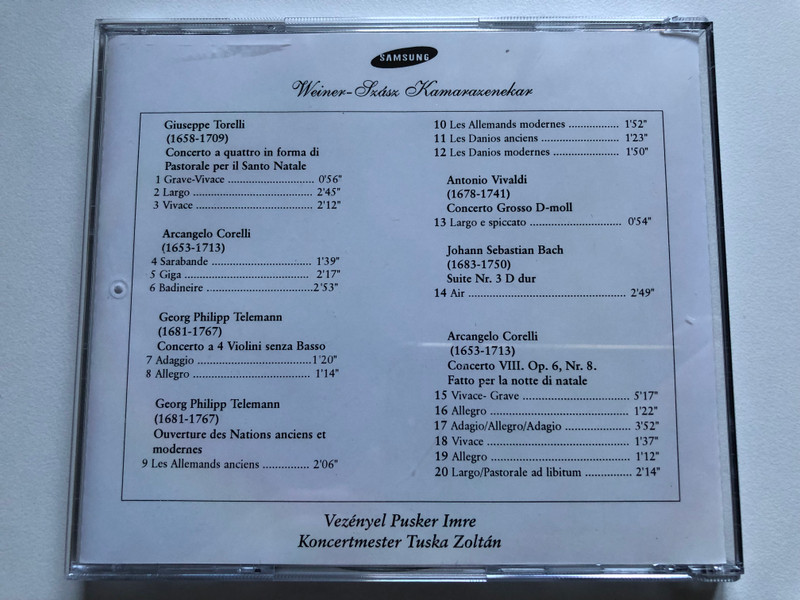 SAMSUNG
Weiner-Szász Kamarazenekar
Giuseppe Torelli
(1658-1709)
Concerto a quattro in forma di
Pastorale per il Santo Natale
1 Grave-Vivace ........................ 0'56"
2 Largo .................................. 2'45"
3 Vivace ................................. 2'12"
Arcangelo Corelli
(1653-1713)
4 Sarabande ............................. 1'39"
5 Giga .................................... 2'17"
6 Badineire ..............................2'53"
Georg Philipp Telemann
(1681-1767)
Concerto a 4 Violini senza Basso
7 Adaggio ................................1'20"
8 Allegro ................................. 1'14"
Georg Philipp Telemann
(1681-1767)
Ouverture des Nations anciens et
modernes
9 Les Allemands anciens ............. 2'06"
10 Les Allemands modernes ............... 1'52"
11 Les Danios anciens ....................... 1'23"
12 Les Danios modernes .................... 1'50"
Antonio Vivaldi
(1678-1741)
Concerto Grosso D-moll
13 Largo e spiccato .......................... 0'54"
Johann Sebastian Bach
(1683-1750)
Suite Nr. 3 D dur
14 Air ............................................. 2'49"
Arcangelo Corelli
(1653-1713)
Concerto VIII. Op. 6, Nr. 8.
Fatto per la notte di natale
15 Vivace- Grave ................................ 5'17"
16 Allegro ........................................ 1'22"
17 Adagio/Allegro/Adagio ................... 3'52"
18 Vivace ......................................... 1'37"
19 Allegro ........................................ 1'12"
20 Largo/Pastorale ad libitum .............. 2'14"
Vezényel Pusker Imre
Koncertmester Tuska Zoltán